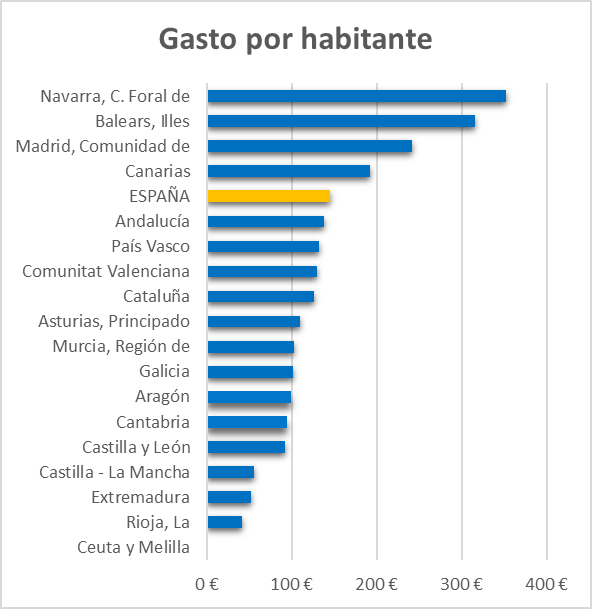 Gasto por habitante
Navarra, C. Foral de
Balears, Illes
Madrid, Comunidad de
Canarias
ESPAÑA
Andalucía
País Vasco
Comunitat Valenciana
Cataluña
Asturias, Principado
Murcia, Región de
Galicia
Aragón
Cantabria
Castilla y León
Castilla - La Mancha
Extremadura
Rioja, La
Ceuta y Melilla
0 € 100 € 200 € 300 € 400 €